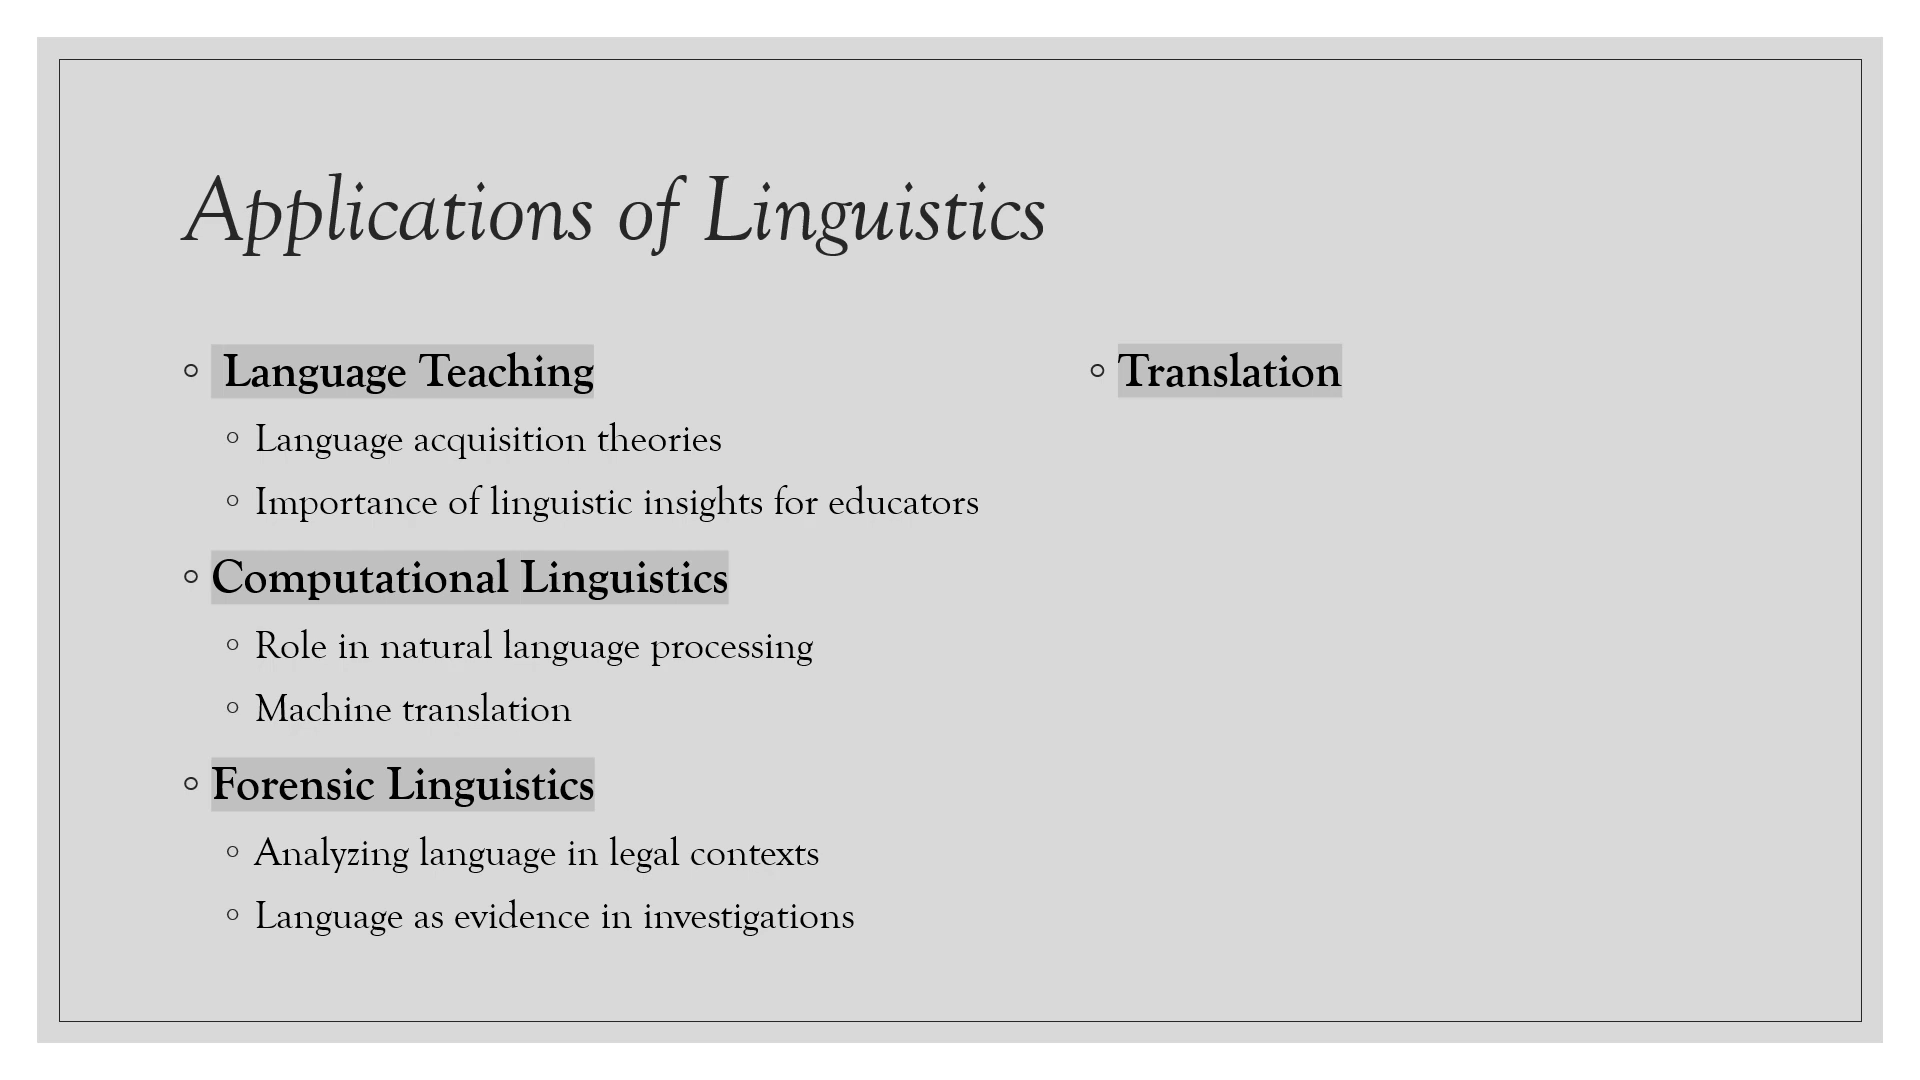 Applications of Linguistics
Language Teaching
Language acquisition theories
Importance of linguistic insights for educators
Computational Linguistics
Role in natural language processing
Machine translation
Forensic Linguistics
Analyzing language in legal contexts
Language as evidence in investigations
Translation